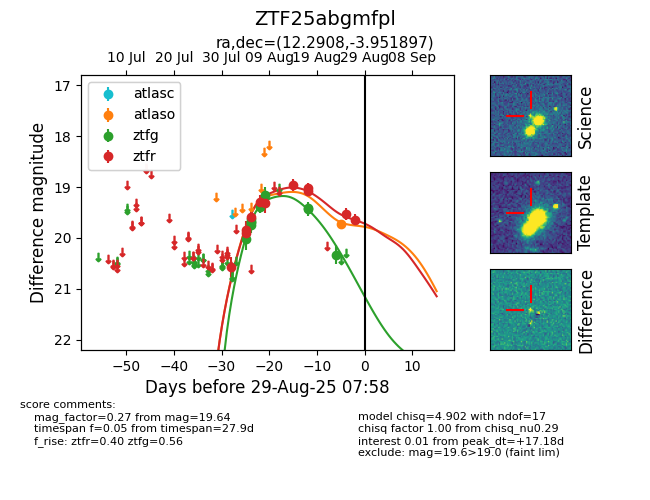 ZTF25abgmfpl
ra,dec=(12.2908,-3.951897)
10 Jul 20 Jul 30 Jul 09 Aug 19 Aug 29 Aug 08 Sep
atlasc
atlaso
ztfg
ztfr
17
18
19
20
21
22
Difference magnitude
−50 −40 −30 −20 −10 0 10
Days before 29-Aug-25 07:58
Science
Template
Difference
score comments:
mag_factor=0.27 from mag=19.64
timespan f=0.05 from timespan=27.9d
f_rise: ztfr=0.40 ztfg=0.56
model chisq=4.902 with ndof=17
chisq factor 1.00 from chisq_nu0.29
interest 0.01 from peak_dt=+17.18d
exclude: mag=19.6>19.0 (faint lim)